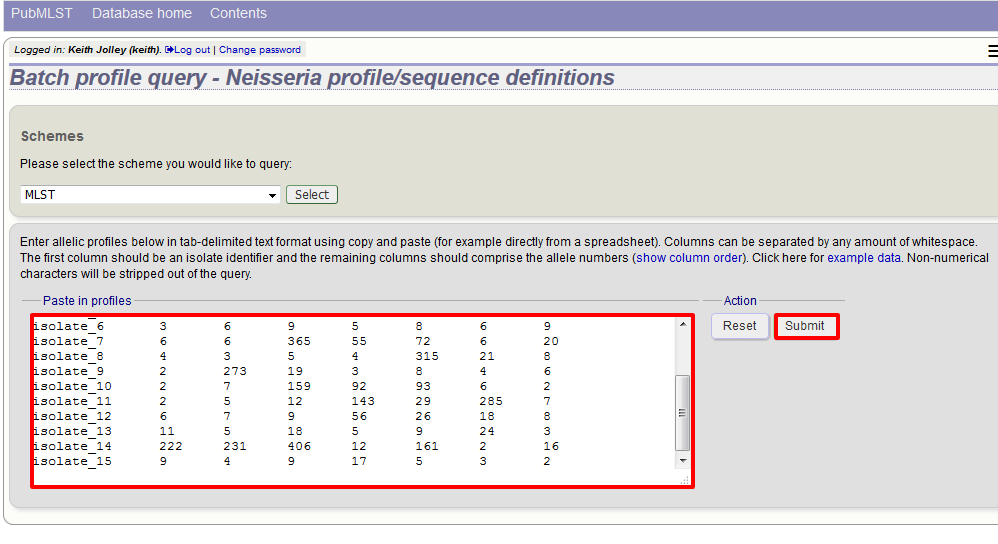 PubMLST Database home Contents
Logged in: Keith Jolley (keith). Log out | Change password
Batch profile query - Neisseria profile/sequence definitions
Schemes
Please select the scheme you would like to query:
MLST Select
Enter allelic profiles below in tab-delimited text format using copy and paste (for example directly from a spreadsheet). Columns can be separated by any amount of whitespace.
The first column should be an isolate identifier and the remaining columns should comprise the allele numbers (show column order). Click here for example data. Non-numerical
characters will be stripped out of the query.
Paste in profiles Action
Reset Submit
isolate_6 3 6 9 5 8 6 9
isolate_7 6 6 365 55 72 6 20
isolate_8 4 3 5 4 315 21 8
isolate_9 2 273 19 3 8 4 6
isolate_10 2 7 159 92 93 6 2
isolate_11 2 5 12 143 29 285 7
isolate_12 6 7 9 56 26 18 8
isolate_13 11 5 18 5 9 24 3
isolate_14 222 231 406 12 161 2 16
isolate_15 9 4 9 17 5 3 2